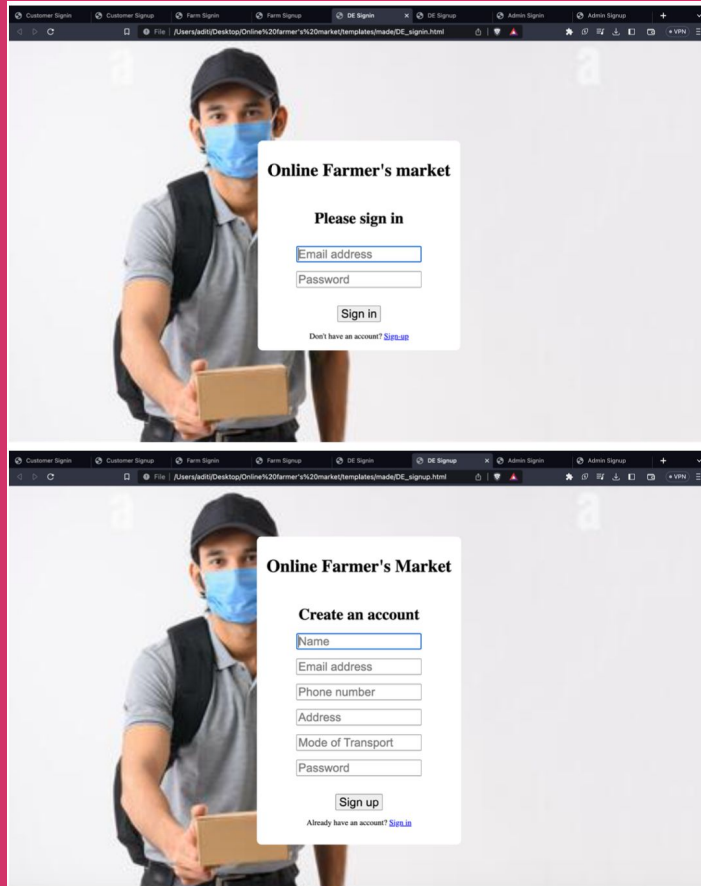 Customer Signin
Customer Signup
Farm Signin
Farm Signup
DE Signin
DE Signup
Admin Signin
Admin Signup
File /Users/aditi/Desktop/Online%20farmer's%20market/templates/made/DE_signin.html
VPN
a
Online Farmer's market
Please sign in
Email address
Password
Sign in
Don't have an account? Sign-up
Customer Signin
Customer Signup
Farm Signin
Farm Signup
DE Signin
DE Signup
Admin Signin
Admin Signup
File /Users/aditi/Desktop/Online%20farmer's%20market/templates/made/DE_signup.html
VPN
a
a
Online Farmer's Market
Create an account
Name
Email address
Phone number
Address
Mode of Transport
Password
Sign up
Already have an account? Sign in